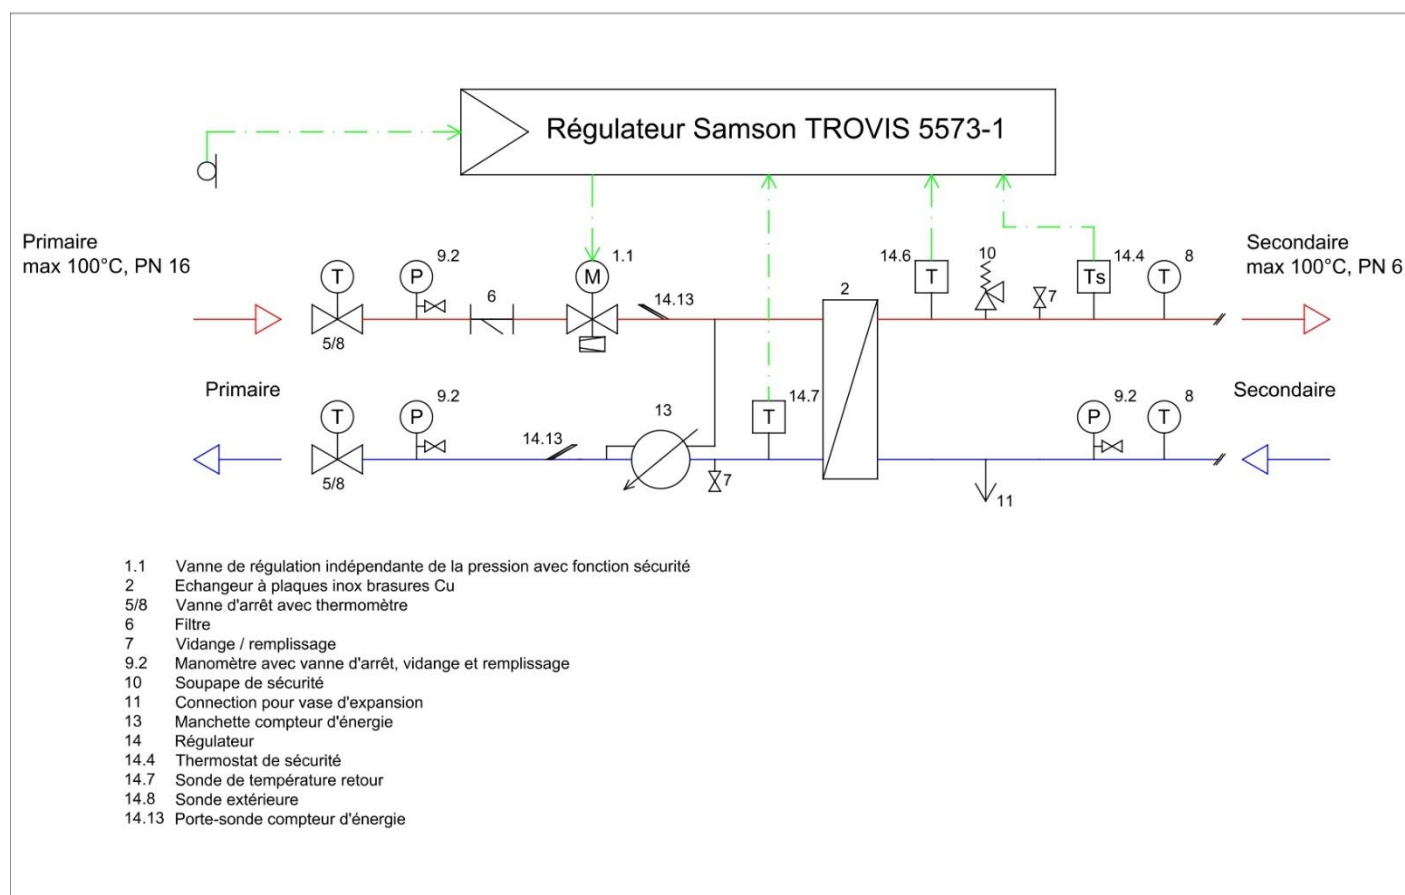 Régulateur Samson TROVIS 5573-1
Primaire
max 100°C, PN 16
Secondaire
max 100°C, PN 6
T
P
9.2
6
M
1.1
14.13
2
14.6
T
10
7
Ts
14.4
T
8
5/8
Primaire
Secondaire
T
P
9.2
14.13
13
T
14.7
P
9.2
T
8
5/8
7
11
1.1 Vanne de régulation indépendante de la pression avec fonction sécurité
2 Echangeur à plaques inox brasures Cu
5/8 Vanne d'arrêt avec thermomètre
6 Filtre
7 Vidange / remplissage
9.2 Manomètre avec vanne d'arrêt, vidange et remplissage
10 Soupape de sécurité
11 Connection pour vase d'expansion
13 Manchette compteur d'énergie
14 Régulateur
14.4 Thermostat de sécurité
14.7 Sonde de température retour
14.8 Sonde extérieure
14.13 Porte-sonde compteur d'énergie